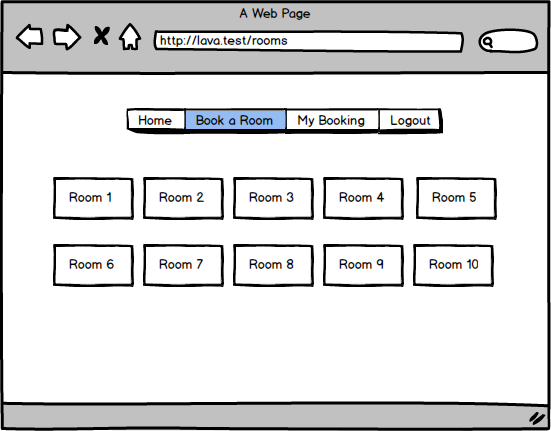 A Web Page
http://lava.test/rooms
Home Book a Room My Booking Logout
Room 1 Room 2 Room 3 Room 4 Room 5
Room 6 Room 7 Room 8 Room 9 Room 10